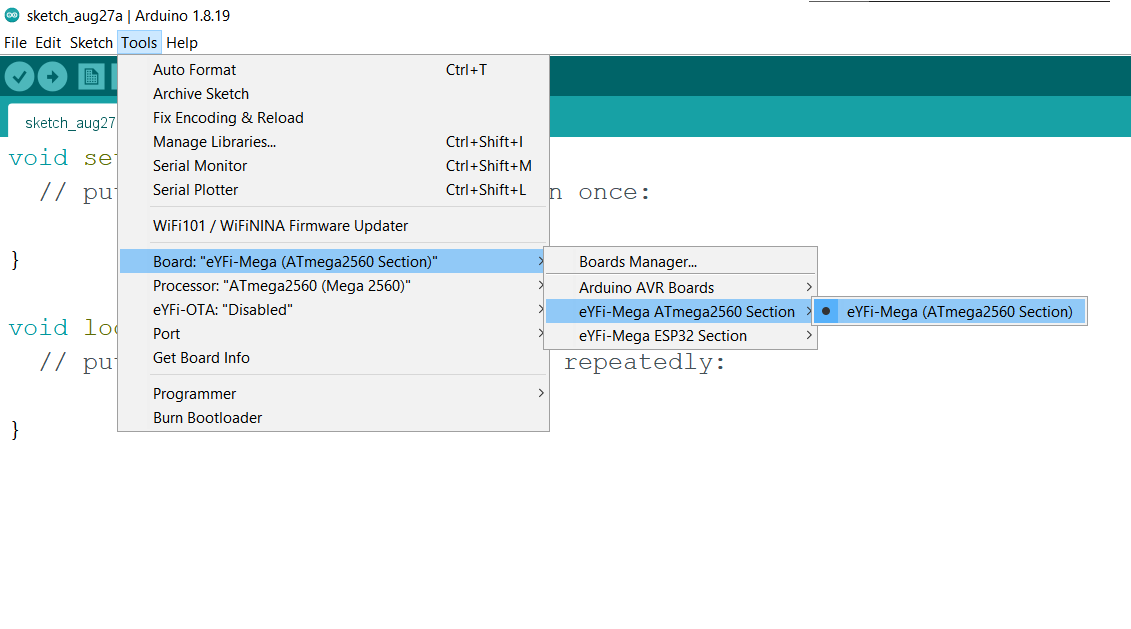 sketch_aug27a | Arduino 1.8.19
File Edit Sketch Tools Help
Auto Format Ctrl+T
Archive Sketch
Fix Encoding & Reload
Manage Libraries... Ctrl+Shift+I
Serial Monitor Ctrl+Shift+M
Serial Plotter Ctrl+Shift+L
WiFi101 / WiFiNINA Firmware Updater
Board: "eYFi-Mega (ATmega2560 Section)"
Processor: "ATmega2560 (Mega 2560)"
eYFi-OTA: "Disabled"
Port
Get Board Info
Programmer
Burn Bootloader
Boards Manager...
Arduino AVR Boards
eYFi-Mega ATmega2560 Section
eYFi-Mega ESP32 Section
eYFi-Mega (ATmega2560 Section)
sketch_aug27
void se
// pu n once:
}
void lo
// pu repeatedly:
}